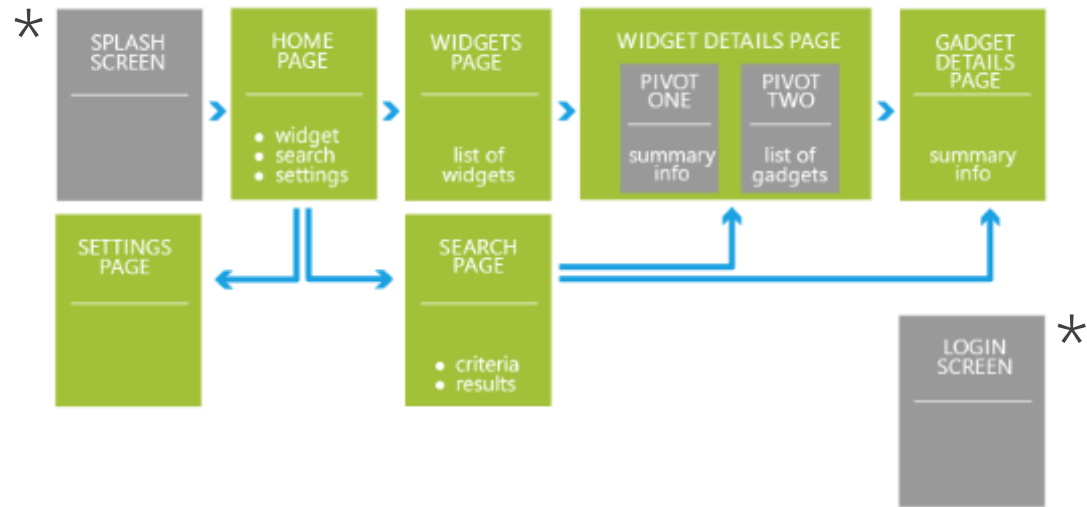 *
SPLASH
SCREEN
HOME
PAGE
• widget
• search
• settings
WIDGETS
PAGE
list of
widgets
WIDGET DETAILS PAGE
PIVOT
ONE
summary
info
PIVOT
TWO
list of
gadgets
GADGET
DETAILS
PAGE
summary
info
SETTINGS
PAGE
SEARCH
PAGE
• criteria
• results
LOGIN
SCREEN
*